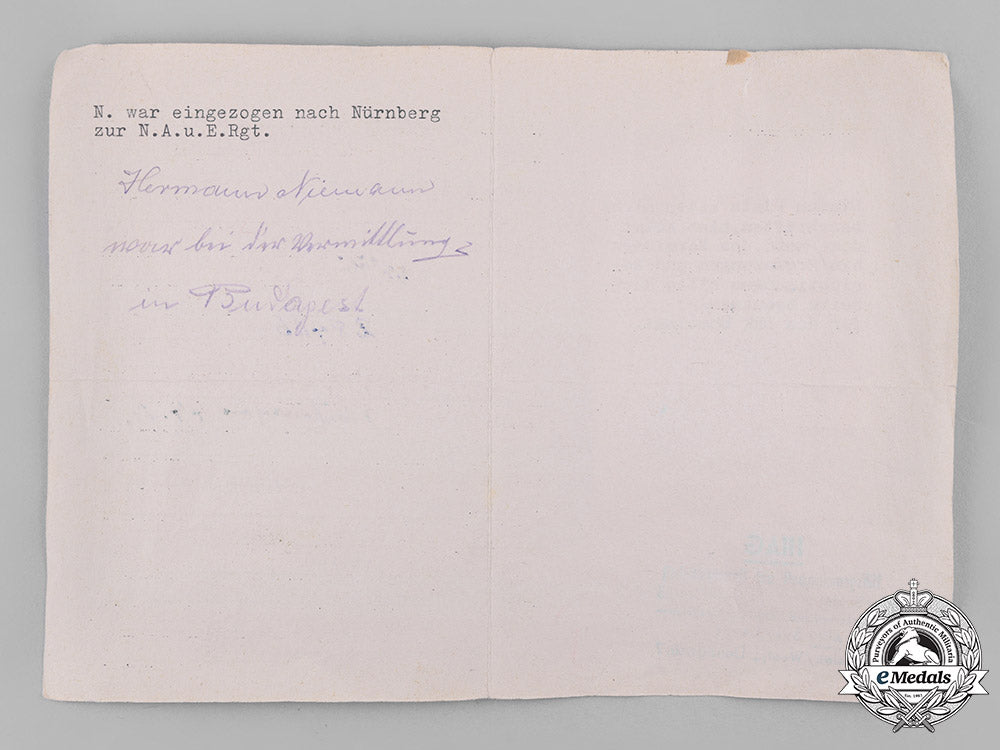 N. war eingezogen nach Nürnberg
zur N.A.u.E.Rgt.
Hermann Niemann
war bei der Vermittlung
in Budapest
Purveyors of Authentic Militaria
eMedals